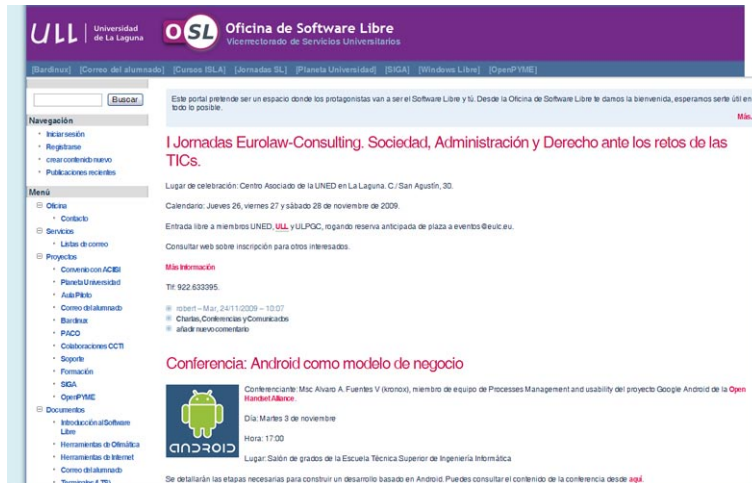 ULL
Universidad
de La Laguna
OSL
Oficina de Software Libre
Vicerrectorado de Servicios Universitarios
[Bardinux] [Correo del alumnado] [Cursos ISLA] [Jornadas SL] [Planeta Universidad] [SIGA] [Windows Libre] [OpenPYME]
Buscar
Navegación
Iniciar sesión
Registrarse
crear contenido nuevo
Publicaciones recientes
Menú
Oficina
Contacto
Servicios
Listas de correo
Proyectos
Convenio con ACIISI
Planeta Universidad
Aula Piloto
Correo del alumnado
Bardinux
PACO
Colaboraciones CCTI
Soporte
Formación
SIGA
OpenPYME
Documentos
Introducción al Software
Libre
Herramientas de Ofimática
Herramientas de Internet
Correo del alumnado
Este portal pretende ser un espacio donde los protagonistas van a ser el Software Libre y tú. Desde la Oficina de Software Libre te damos la bienvenida, esperamos serte útil en
todo lo posible.
Más.
I Jornadas Eurolaw-Consulting. Sociedad, Administración y Derecho ante los retos de las
TICs.
Lugar de celebración: Centro Asociado de la UNED en La Laguna. C./ San Agustín, 30.
Calendario: Jueves 26, viernes 27 y sábado 28 de noviembre de 2009.
Entrada libre a miembros UNED, ULL y ULPGC, rogando reserva anticipada de plaza a eventos@eulc.eu.
Consultar web sobre inscripción para otros interesados.
Más Información
Tlf: 922.633395.
robert – Mar, 24/11/2009 – 10:07
Charlas, Conferencias y Comunicados
añadir nuevo comentario
Conferencia: Android como modelo de negocio
ANDROID
Conferenciante: Msc Alvaro A. Fuentes V (kronox), miembro de equipo de Processes Management and usability del proyecto Google Android de la Open
Handset Alliance.
Día: Martes 3 de noviembre
Hora: 17:00
Lugar: Salón de grados de la Escuela Técnica Superior de Ingeniería Informática
Se detallarán las etapas necesarias para construir un desarrollo basado en Android. Puedes consultar el contenido de la conferencia desde aquí.